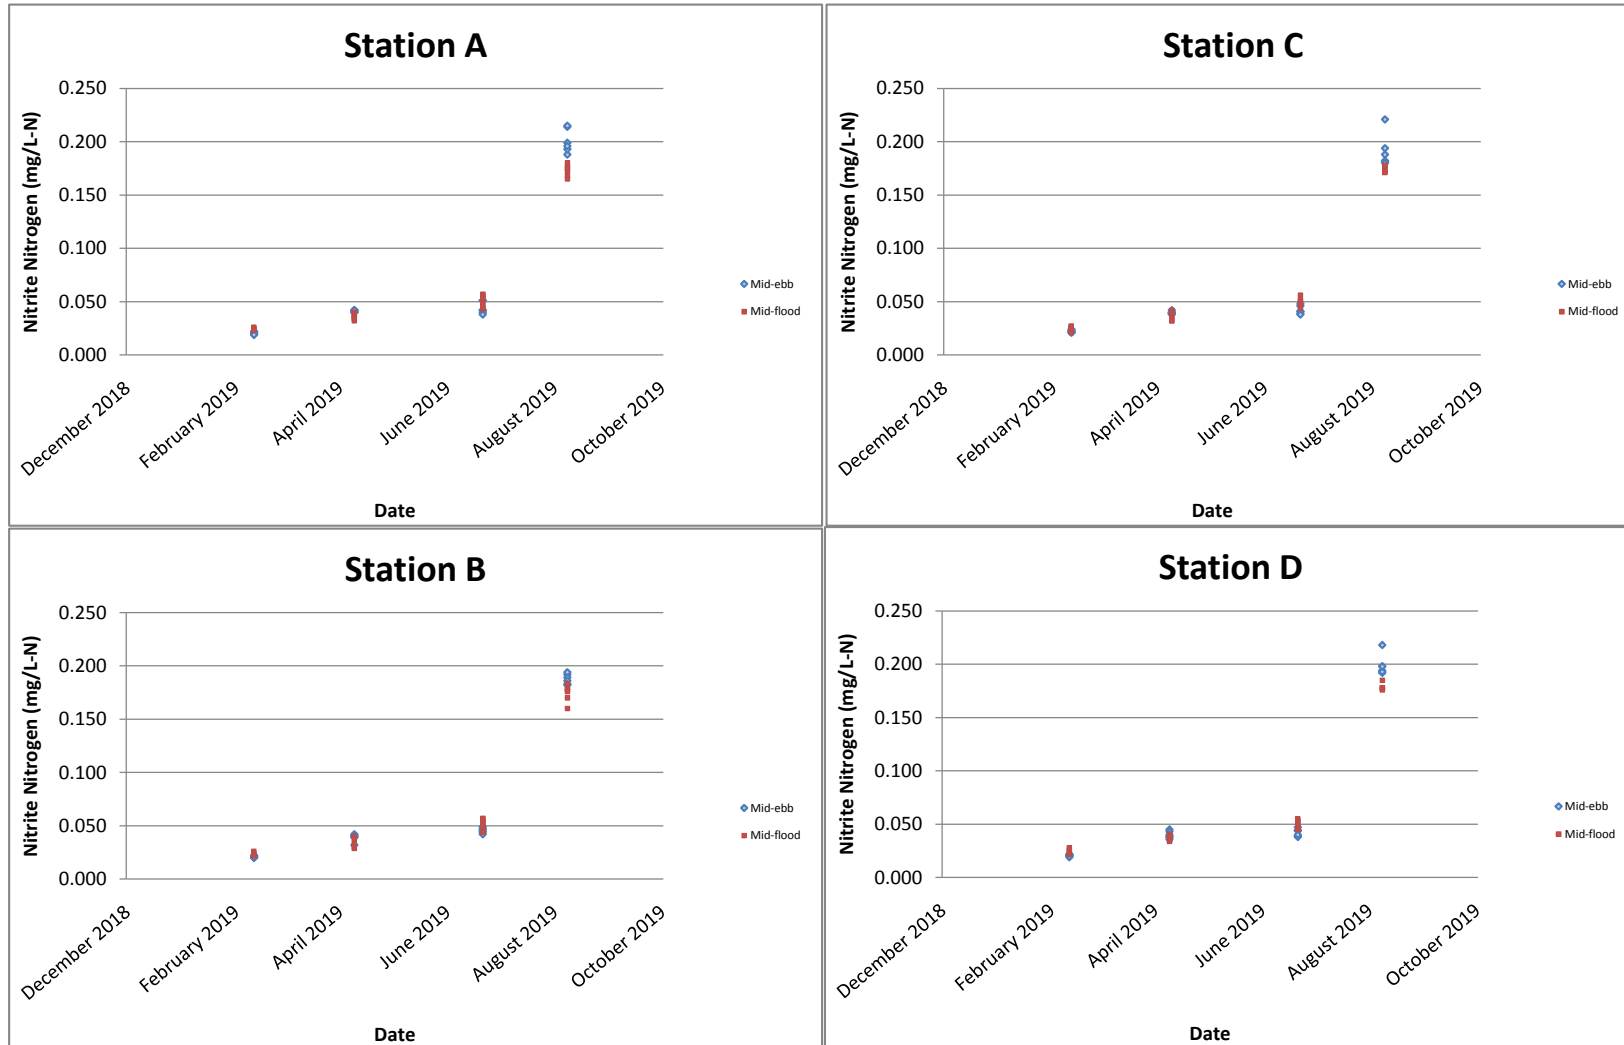 Station A
Nitrite Nitrogen (mg/L-N)
0.250
0.200
0.150
0.100
0.050
0.000
December 2018
February 2019
April 2019
June 2019
August 2019
October 2019
Date
Mid-ebb
Mid-flood
Station C
Nitrite Nitrogen (mg/L-N)
0.250
0.200
0.150
0.100
0.050
0.000
December 2018
February 2019
April 2019
June 2019
August 2019
October 2019
Date
Mid-ebb
Mid-flood
Station B
Nitrite Nitrogen (mg/L-N)
0.250
0.200
0.150
0.100
0.050
0.000
December 2018
February 2019
April 2019
June 2019
August 2019
October 2019
Date
Mid-ebb
Mid-flood
Station D
Nitrite Nitrogen (mg/L-N)
0.250
0.200
0.150
0.100
0.050
0.000
December 2018
February 2019
April 2019
June 2019
August 2019
October 2019
Date
Mid-ebb
Mid-flood